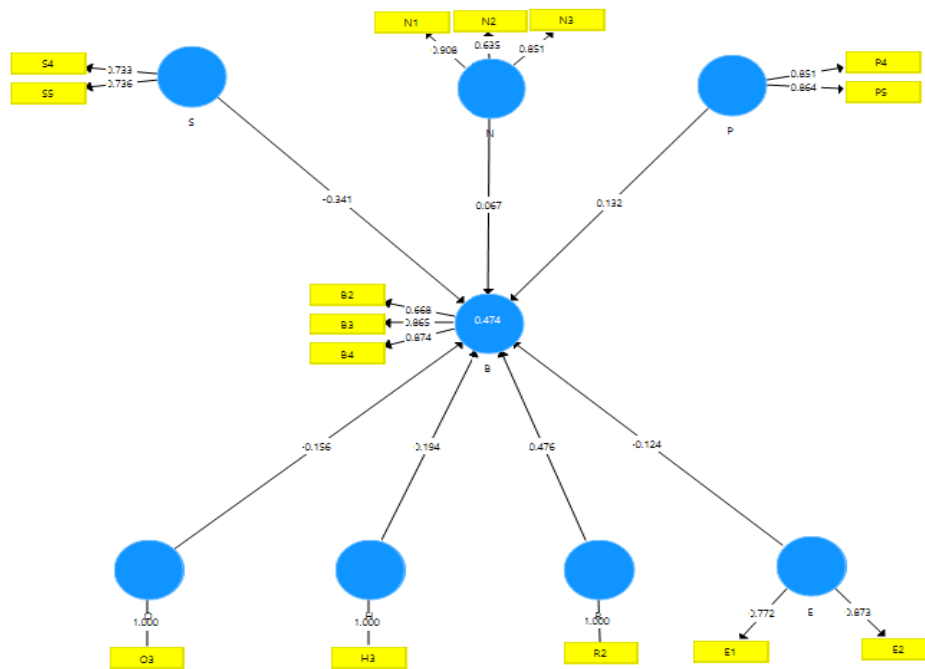 N1 N2 N3
S4 0.733
S5 0.736
0.908 0.635 0.851
0.851 P4
0.864 P5
S
N
P
-0.341
0.067
0.132
B2 0.668
B3 0.865
B4 0.874
0.474
B
-0.156
0.476
-0.124
1.000 1.000 1.000
E
0.772
0.873
O3 H3 R2 E1 E2